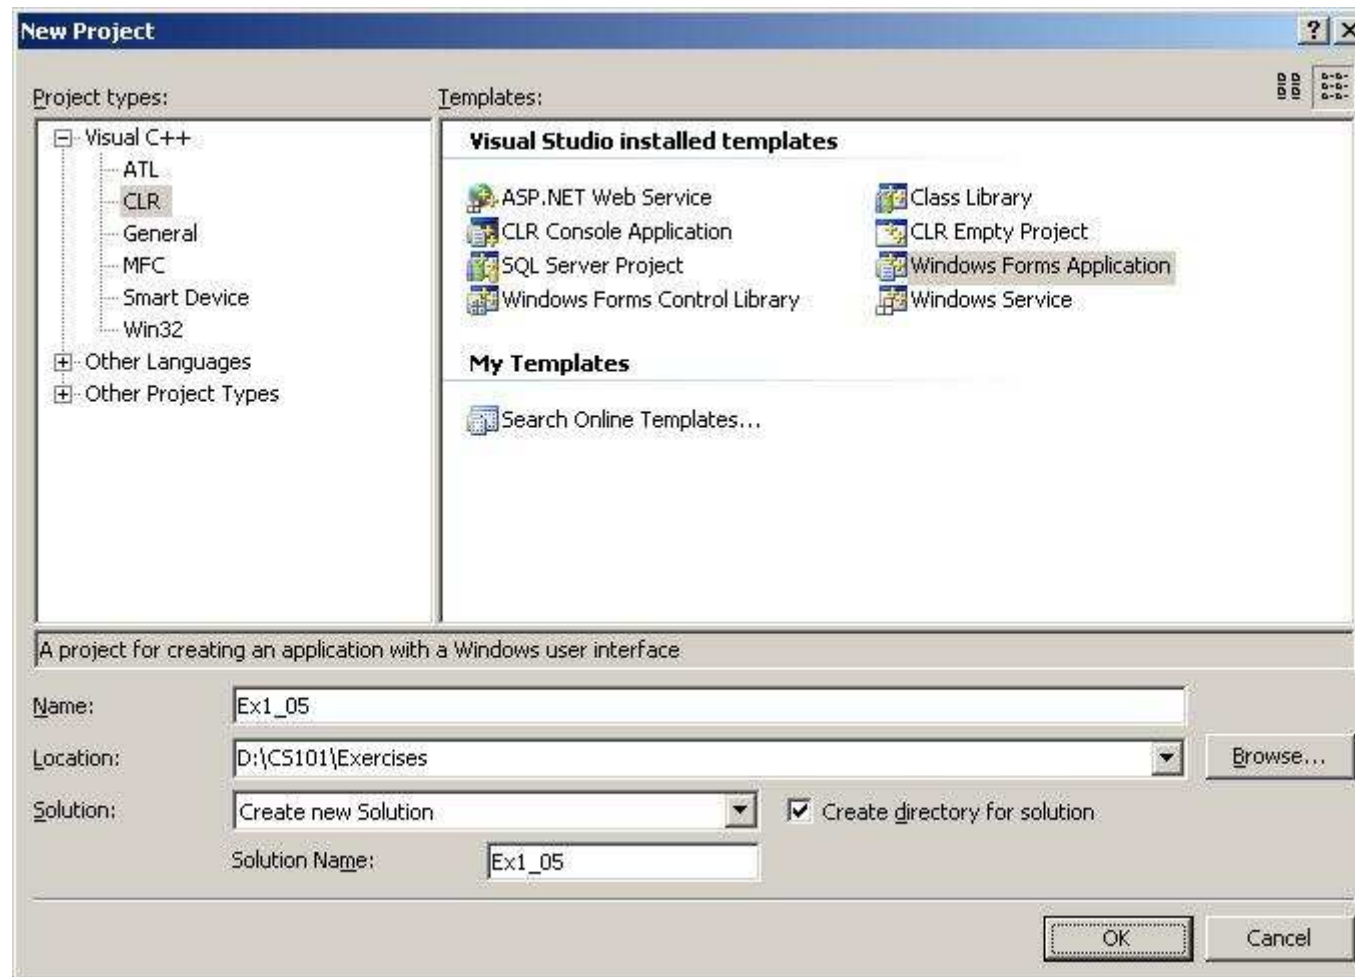 New Project
Project types:
Templates:
Visual C++
ATL
CLR
General
MFC
Smart Device
Win32
Other Languages
Other Project Types
Visual Studio installed templates
ASP.NET Web Service
Class Library
CLR Console Application
CLR Empty Project
SQL Server Project
Windows Forms Application
Windows Forms Control Library
Windows Service
My Templates
Search Online Templates...
A project for creating an application with a Windows user interface
Name:
Ex1_05
Location:
D:\CS101\Exercises
Browse...
Solution:
Create new Solution
Create directory for solution
Solution Name:
Ex1_05
OK
Cancel